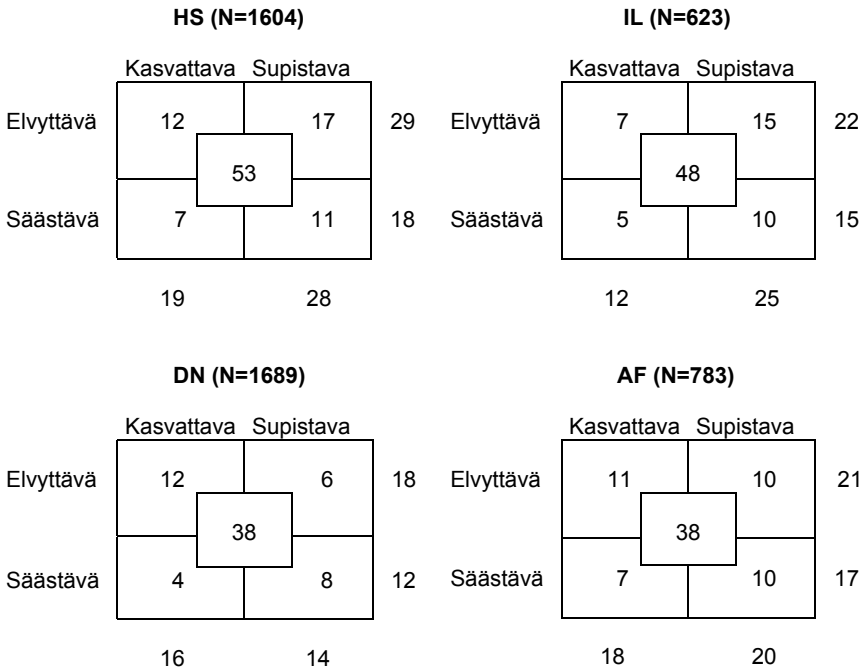 HS (N=1604)
Kasvattava Supistava
Elvyttävä 12 17 29
53
Säästävä 7 11 18
19 28
IL (N=623)
Kasvattava Supistava
Elvyttävä 7 15 22
48
Säästävä 5 10 15
12 25
DN (N=1689)
Kasvattava Supistava
Elvyttävä 12 6 18
38
Säästävä 4 8 12
16 14
AF (N=783)
Kasvattava Supistava
Elvyttävä 11 10 21
38
Säästävä 7 10 17
18 20